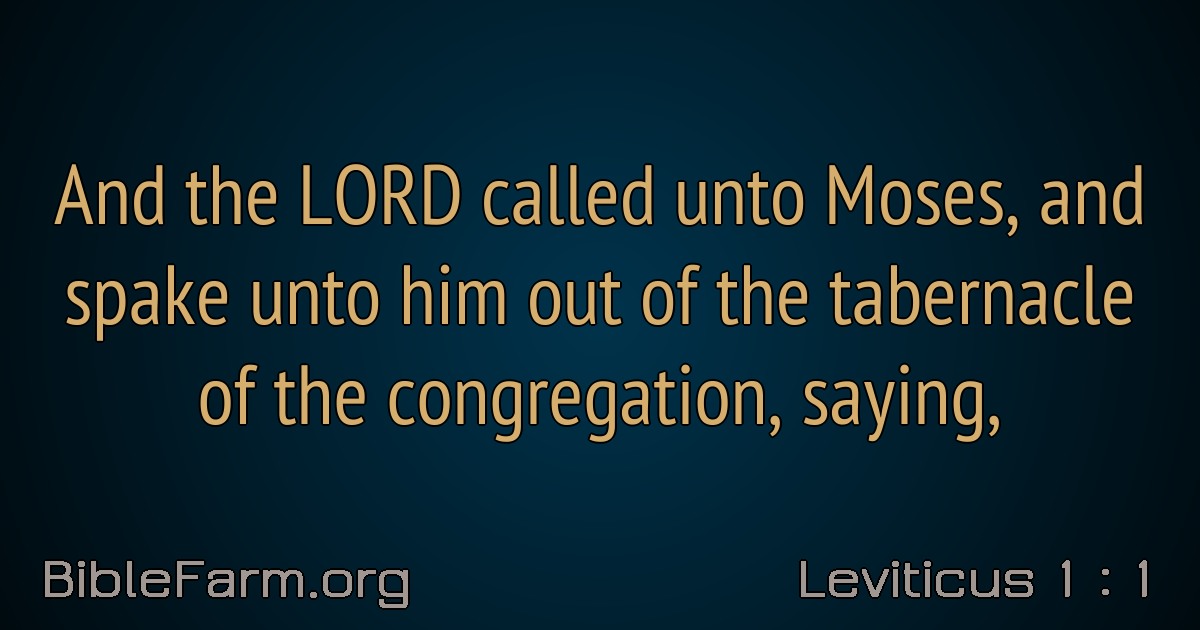 And the LORD called unto Moses, and
spake unto him out of the tabernacle
of the congregation, saying,
BibleFarm.org
Leviticus 1 : 1